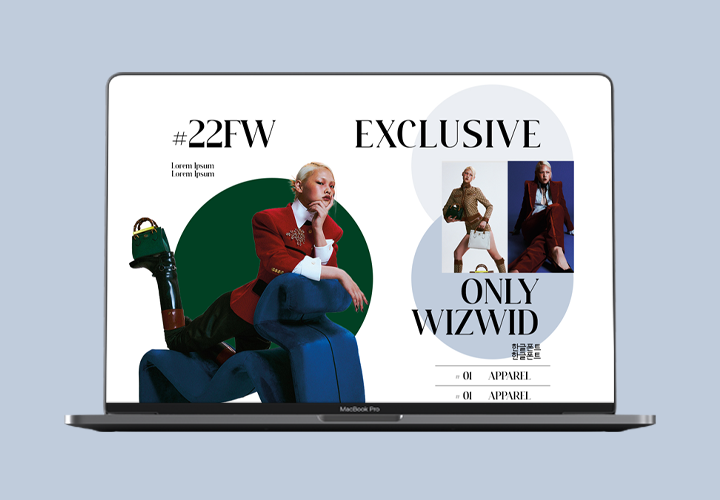 #22FW
EXCLUSIVE
Lorem Ipsum
Lorem Ipsum
ONLY
WIZWID
한글폰트
한글폰트
# 01 APPAREL
# 01 APPAREL
MacBook Pro